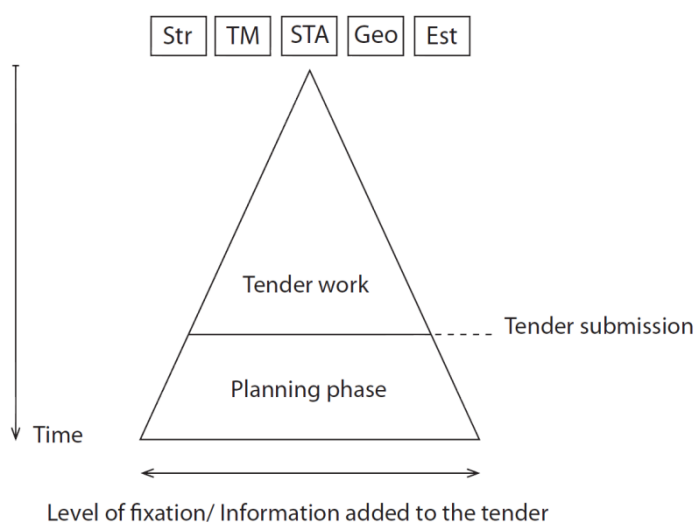 Str TM STA Geo Est
Tender work
Tender submission
Planning phase
Time
Level of fixation/ Information added to the tender